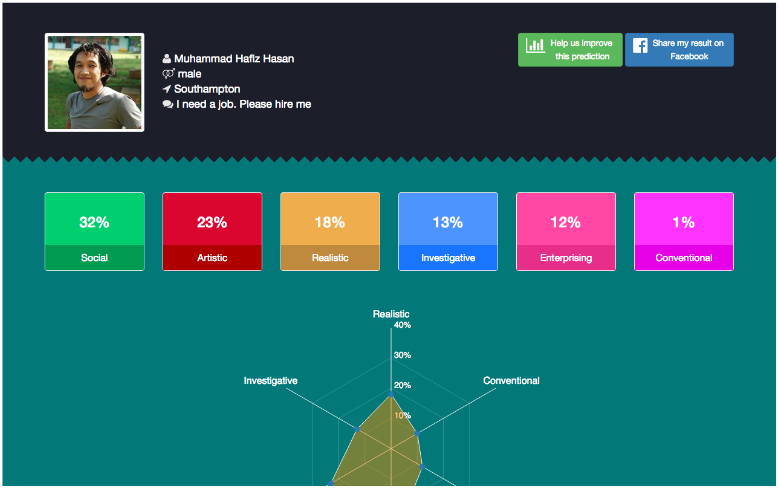 Muhammad Hafiz Hasan
male
Southampton
I need a job. Please hire me
Help us improve
this prediction
Share my result on
Facebook
32%
Social
23%
Artistic
18%
Realistic
13%
Investigative
12%
Enterprising
1%
Conventional
Realistic
40%
30%
20%
10%
Investigative
Conventional